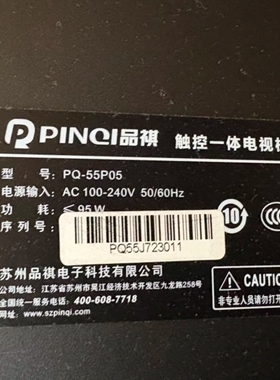 PINQI品祺 触控一体电视机
型 号: PQ-55P05
电源输入: AC 100-240V 50/60Hz
功 耗: ≤ 95 W
序列号:
10
CCC
PQ55J723011
苏州品祺电子科技有限公司
地址:江苏省苏州市吴江经济技术开发区九龙路258号
全国统一服务电话:400-608-7718
网址:www.szpinqi.com
CAUTION
非专业人员请勿打开